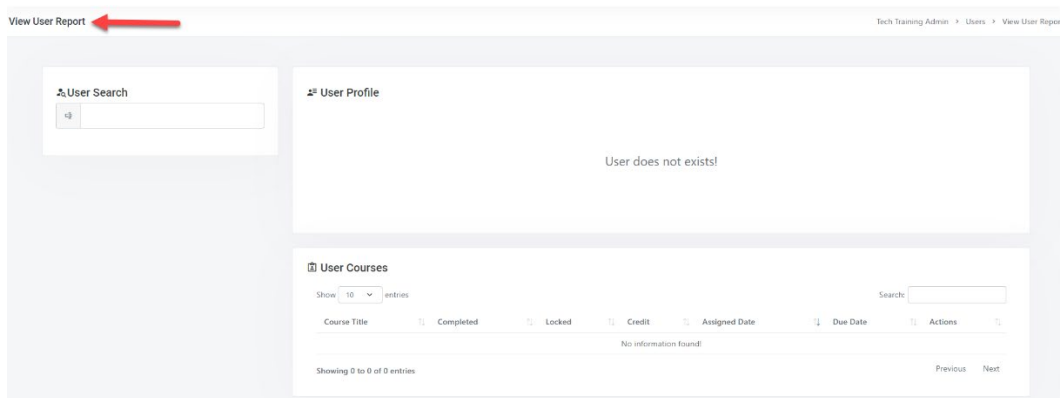 View User Report
Tech Training Admin > Users > View User Repor
User Search
User Profile
User does not exists!
User Courses
Show 10 entries
Search:
Course Title Completed Locked Credit Assigned Date Due Date Actions
No information found!
Showing 0 to 0 of 0 entries
Previous Next